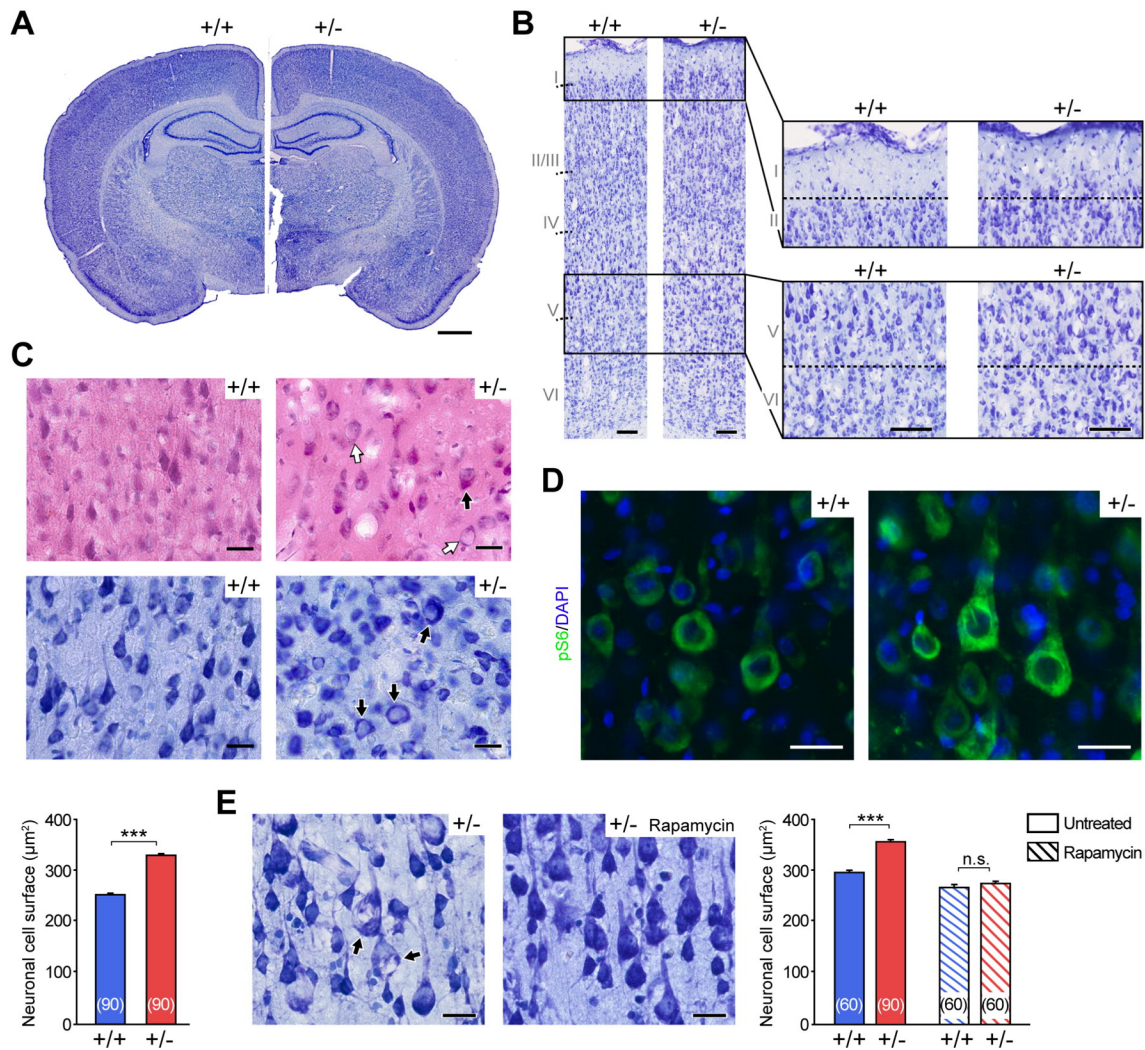 A
+/+ +/-
B
+/+ +/-
I
II/III
IV
V
VI
+/+ +/-
I
II
+/+ +/-
V
VI
C
+/+
+/-
+/+
+/-
D
pS6/DAPI
+/+
+/-
Neuronal cell surface (µm²)
400
300
200
100
0
***
(90) (90)
+/+ +/-
E
+/-
+/- Rapamycin
Neuronal cell surface (µm²)
400
300
200
100
0
***
n.s.
(60) (90) (60) (60)
+/+ +/- +/+ +/-
Untreated
Rapamycin